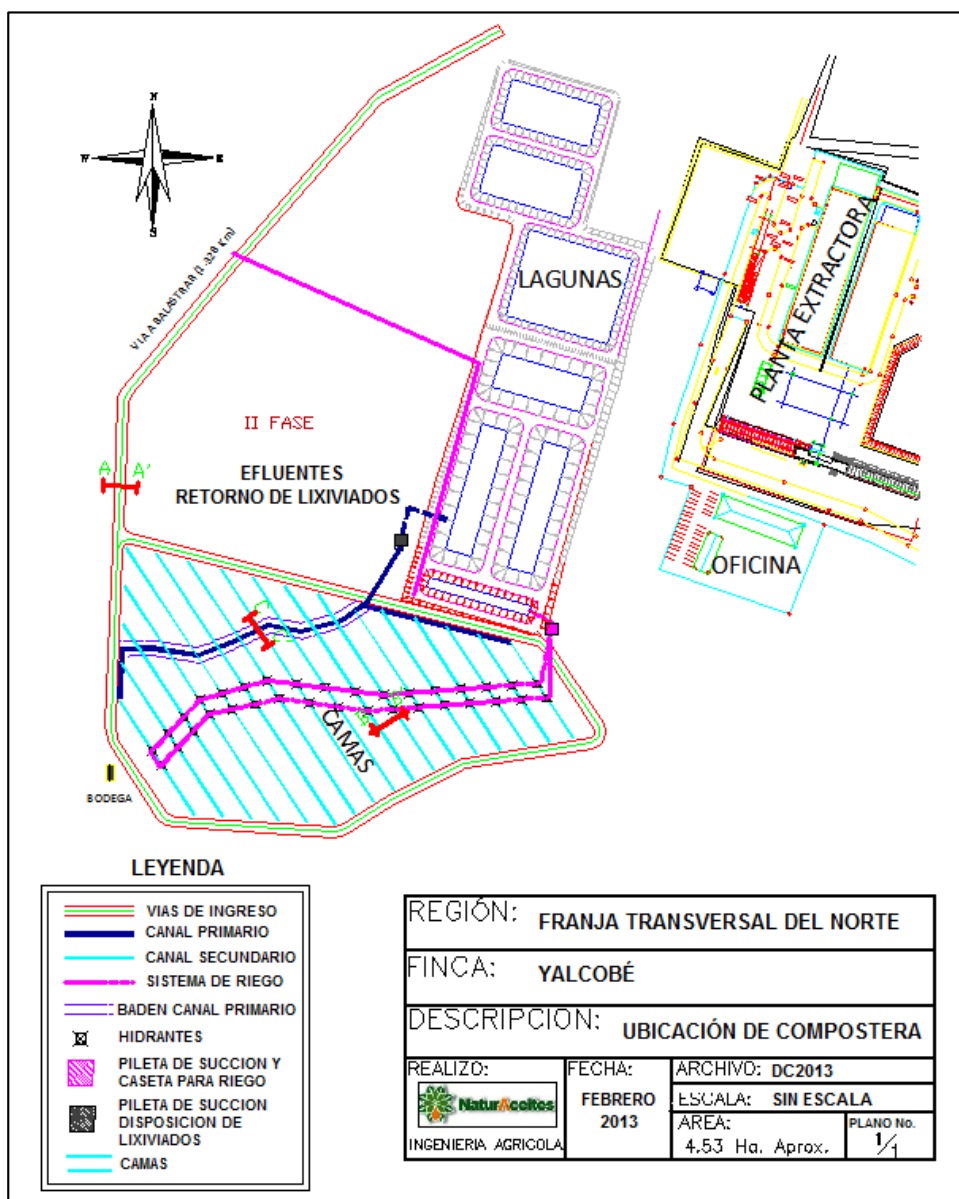 N
W E
S
VIA A BALASTRAR (1.328 Km)
LAGUNAS
PLANTA EXTRACTORA
II FASE
A A'
EFLUENTES
RETORNO DE LIXIVIADOS
OFICINA
C
CAMAS
BODEGA
LEYENDA
VIAS DE INGRESO
CANAL PRIMARIO
CANAL SECUNDARIO
SISTEMA DE RIEGO
BADEN CANAL PRIMARIO
HIDRANTES
PILETA DE SUCCION Y
CASETA PARA RIEGO
PILETA DE SUCCION
DISPOSICION DE
LIXIVIADOS
CAMAS
REGIÓN: FRANJA TRANSVERSAL DEL NORTE
FINCA: YALCOBÉ
DESCRIPCION: UBICACIÓN DE COMPOSTERA
REALIZO:
NaturAceites
INGENIERIA AGRICOLA
FECHA:
FEBRERO
2013
ARCHIVO: DC2013
ESCALA: SIN ESCALA
AREA:
4.53 Ha. Aprox.
PLANO No.
1/1